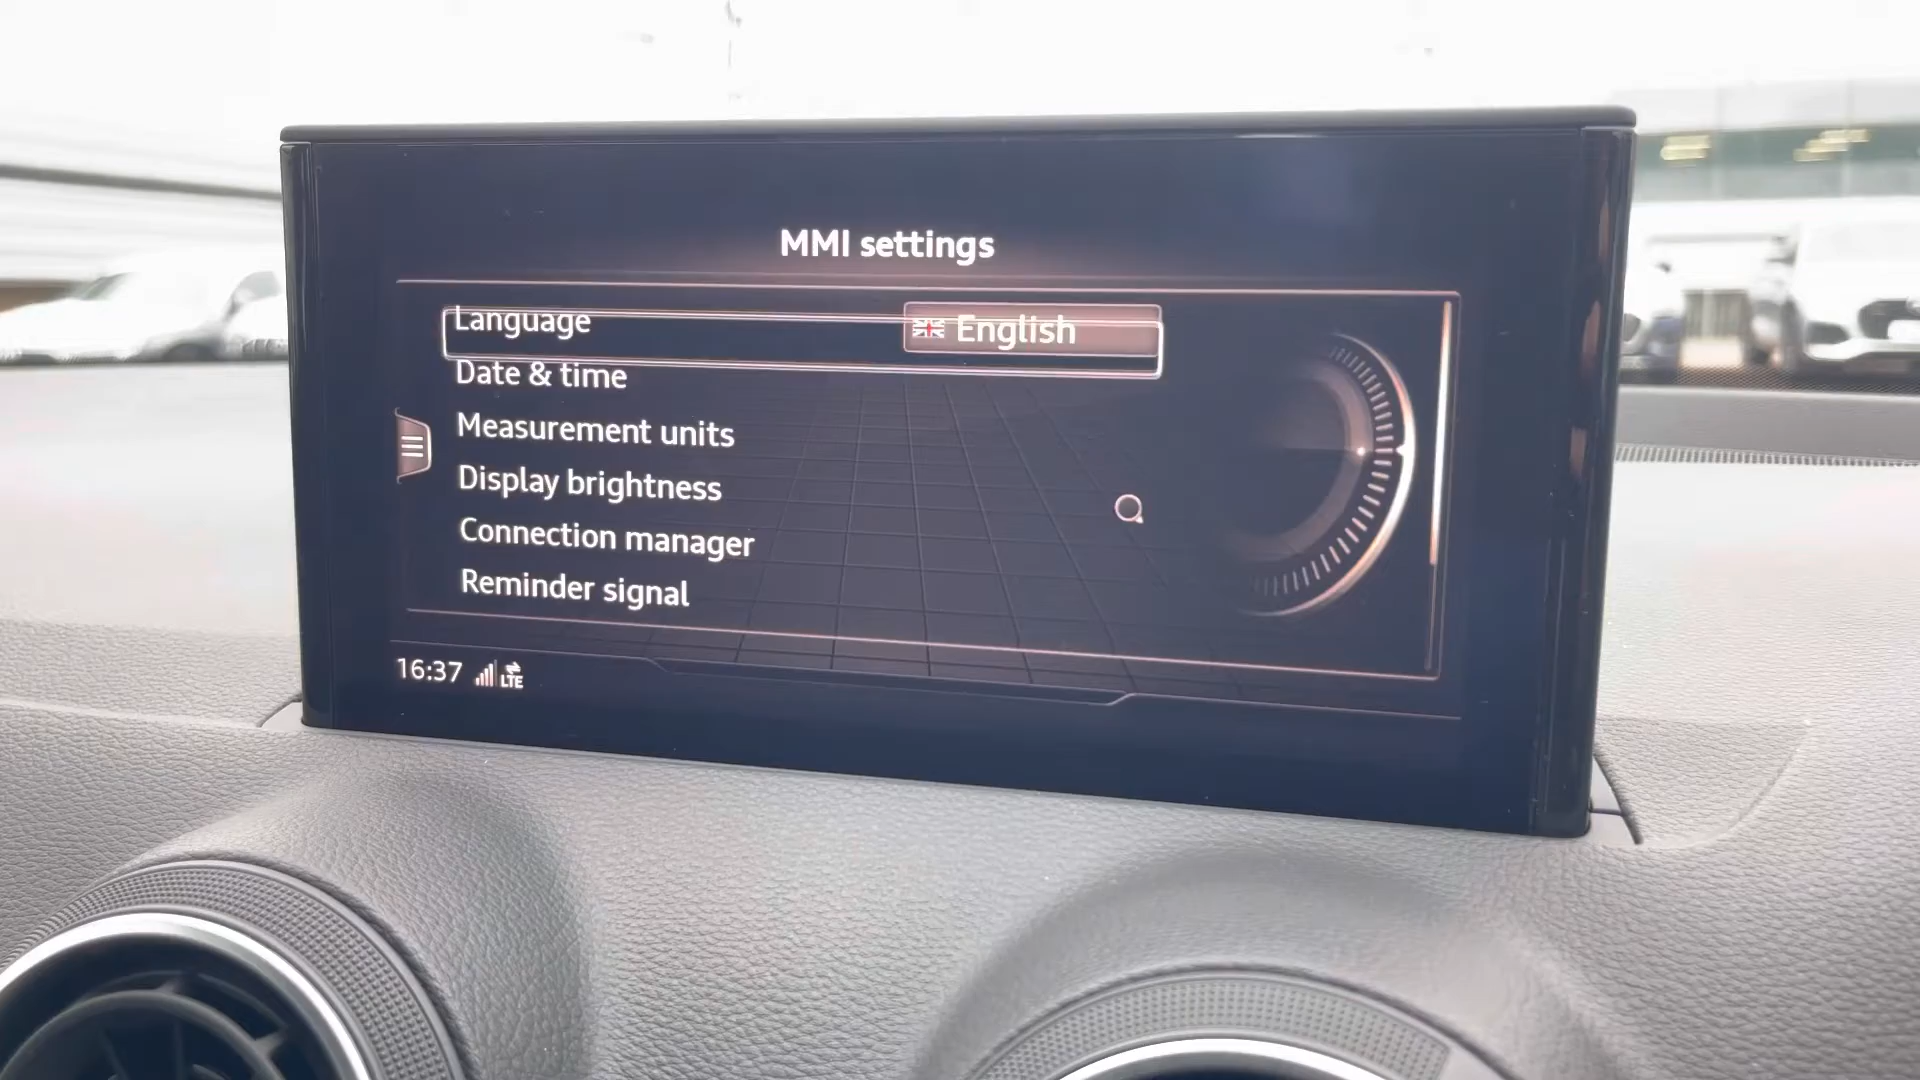 MMI settings
Language English
Date & time
Measurement units
Display brightness
Connection manager
Reminder signal
16:37 LTE